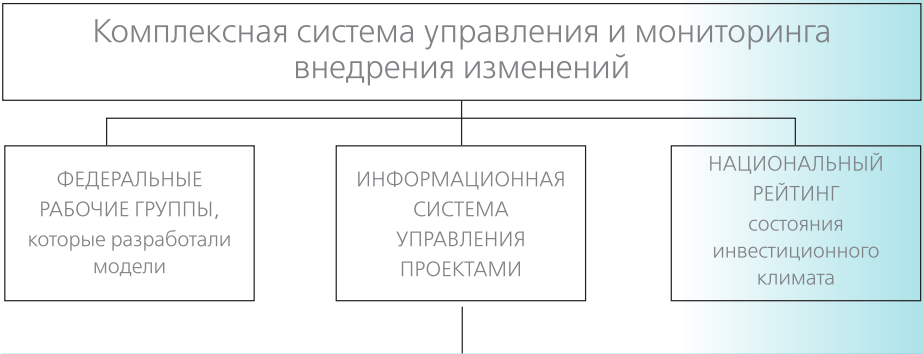 Комплексная система управления и мониторинга
внедрения изменений
ФЕДЕРАЛЬНЫЕ
РАБОЧИЕ ГРУППЫ,
которые разработали
модели
ИНФОРМАЦИОННАЯ
СИСТЕМА
УПРАВЛЕНИЯ
ПРОЕКТАМИ
НАЦИОНАЛЬНЫЙ
РЕЙТИНГ
состояния
инвестиционного
климата